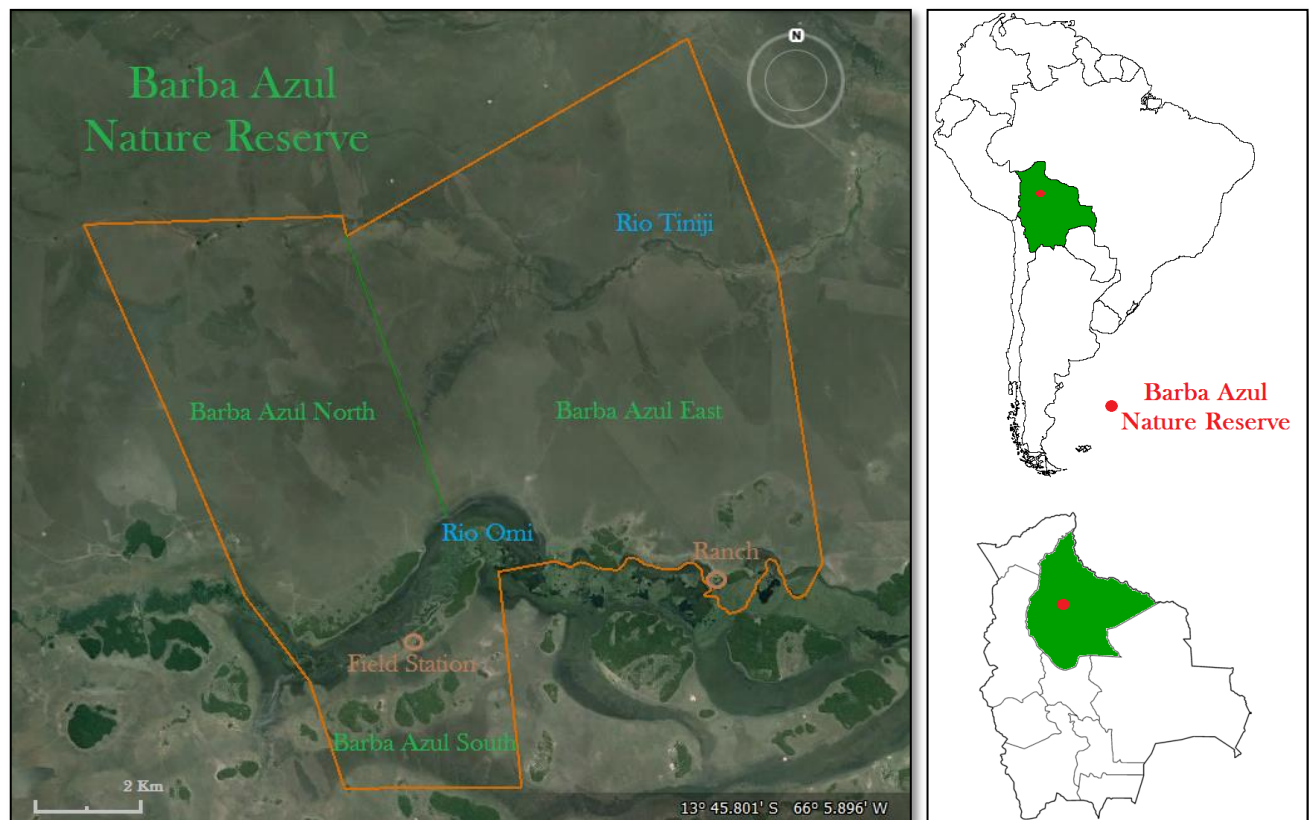 Barba Azul
Nature Reserve
N
Rio Tiniji
Barba Azul North
Barba Azul East
Rio Omi
Ranch
Field Station
Barba Azul South
2 Km
13° 45.801' S 66° 5.896' W
Barba Azul
Nature Reserve